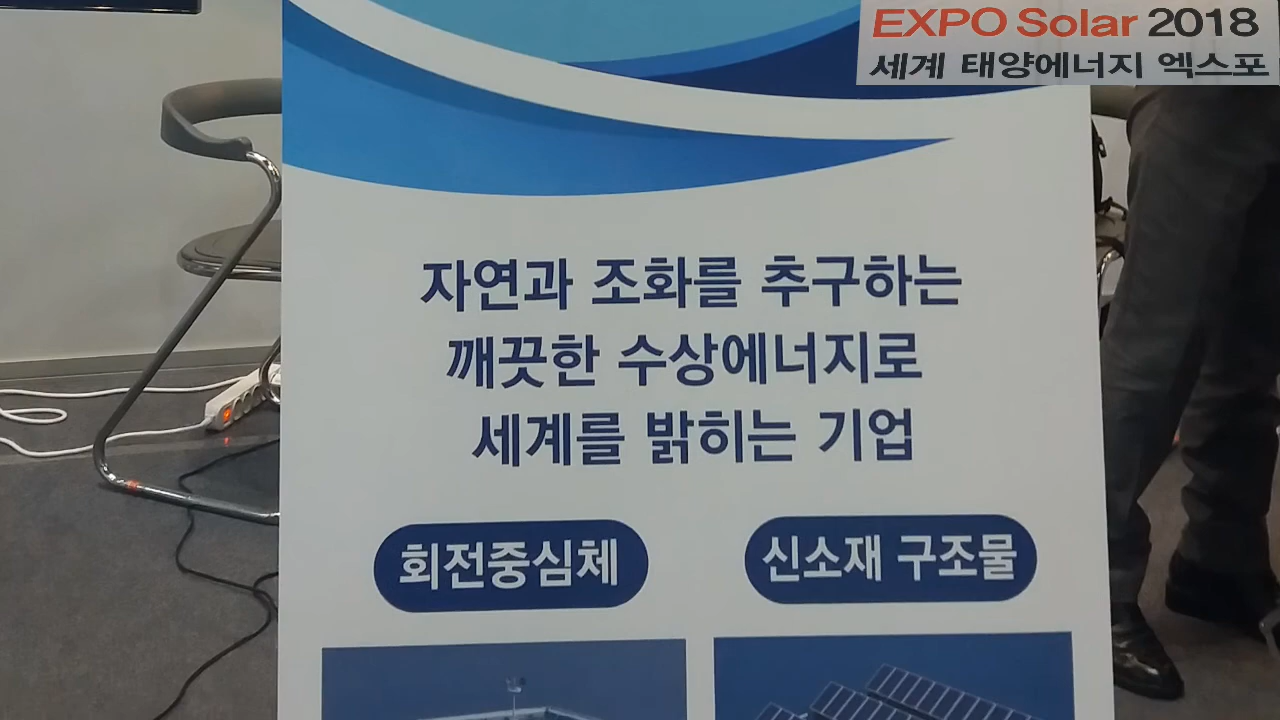 EXPO Solar 2018
세계 태양에너지 엑스포
자연과 조화를 추구하는
깨끗한 수상에너지로
세계를 밝히는 기업
회전중심체
신소재 구조물